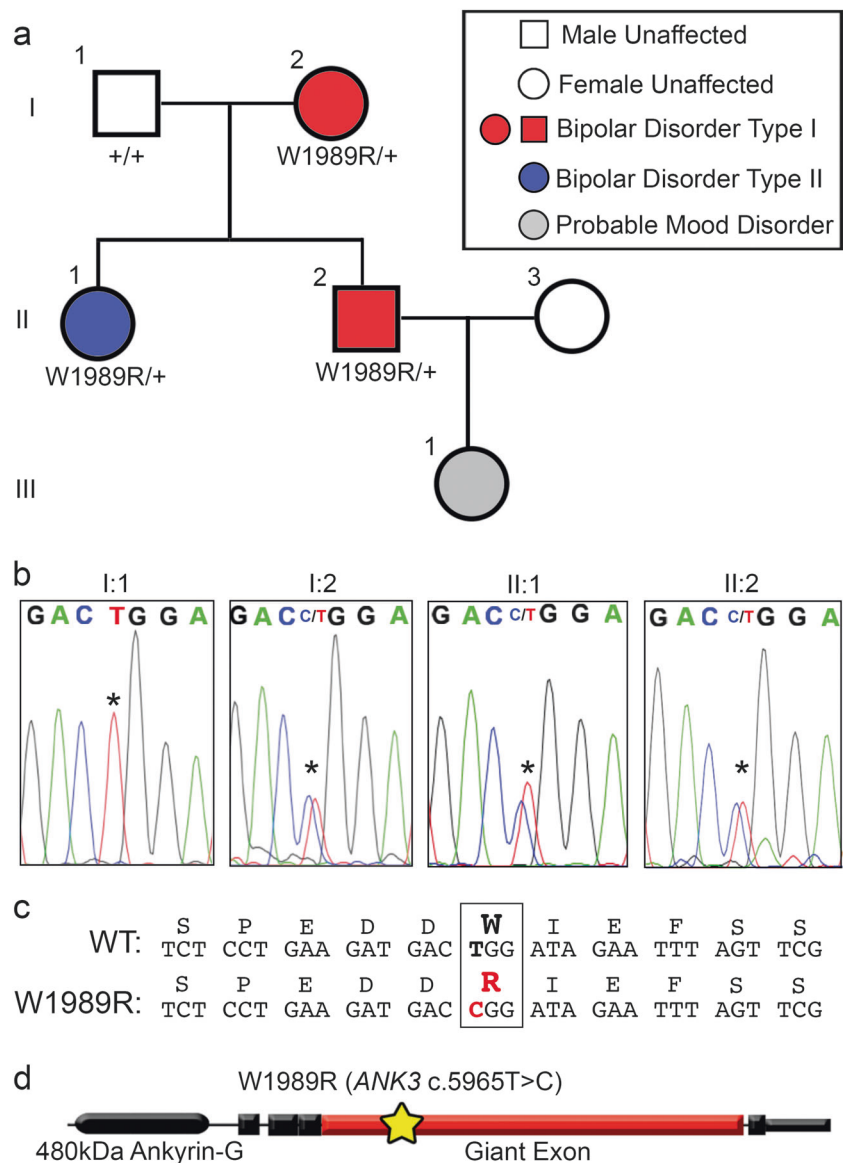 a
1
2
I
+/+
W1989R/+
Male Unaffected
Female Unaffected
Bipolar Disorder Type I
Bipolar Disorder Type II
Probable Mood Disorder
1
2
3
II
W1989R/+
W1989R/+
1
III
b
I:1
I:2
II:1
II:2
G A C T G G A
G A C C/T G G A
G A C C/T G G A
G A C C/T G G A
*
*
*
*
c
S P E D D W I E F S S
WT: TCT CCT GAA GAT GAC TGG ATA GAA TTT AGT TCG
S P E D D R I E F S S
W1989R: TCT CCT GAA GAT GAC CGG ATA GAA TTT AGT TCG
d
W1989R (ANK3 c.5965T>C)
480kDa Ankyrin-G
Giant Exon